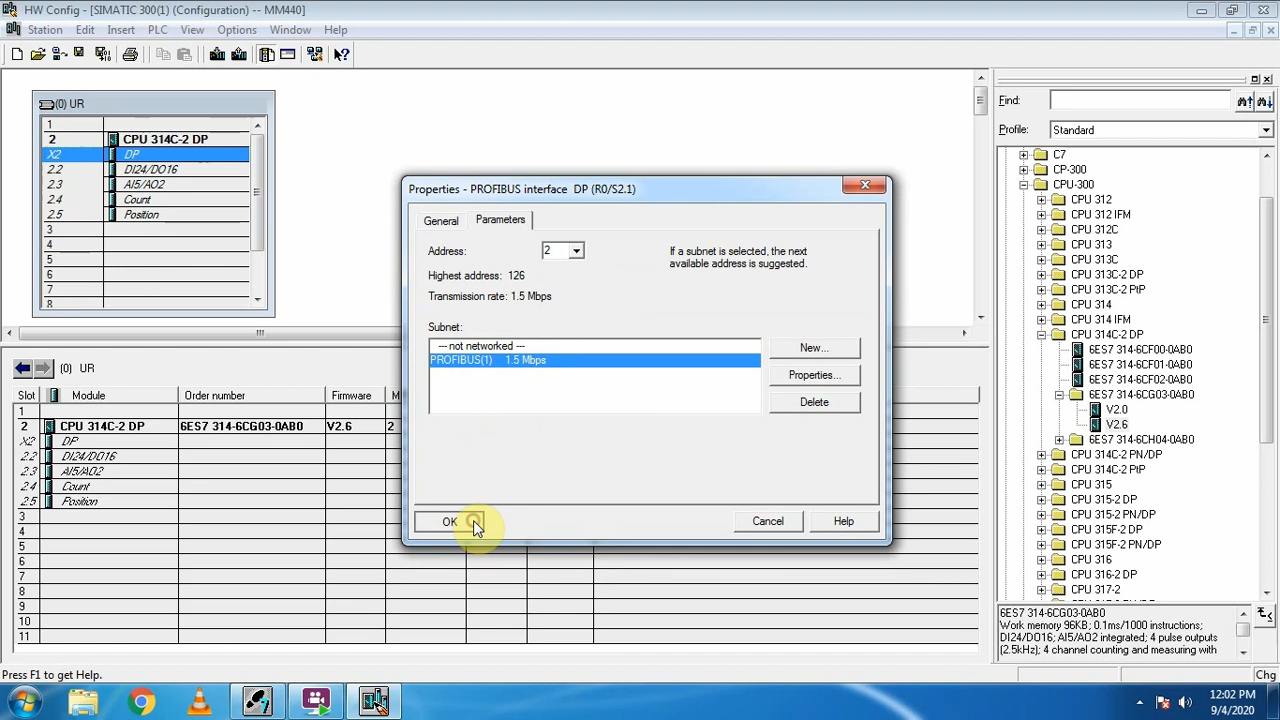 HW Config - [SIMATIC 300(1) (Configuration) -- MM440]
Station Edit Insert PLC View Options Window Help
(0) UR
1
2 CPU 314C-2 DP
X2 DP
2.2 DI24/DO16
2.3 AI5/AO2
2.4 Count
2.5 Position
3
4
5
6
7
8
Properties - PROFIBUS interface DP (R0/S2.1)
General Parameters
Address: 2
If a subnet is selected, the next
available address is suggested.
Highest address: 126
Transmission rate: 1.5 Mbps
Subnet:
--- not networked ---
PROFIBUS(1) 1.5 Mbps
New...
Properties...
Delete
OK Cancel Help
Find:
Profile: Standard
C7
CP-300
CPU-300
CPU 312
CPU 312 IFM
CPU 312C
CPU 313
CPU 313C
CPU 313C-2 DP
CPU 313C-2 PtP
CPU 314
CPU 314 IFM
CPU 314C-2 DP
6ES7 314-6CF00-0AB0
6ES7 314-6CF01-0AB0
6ES7 314-6CF02-0AB0
6ES7 314-6CG03-0AB0
V2.0
V2.6
6ES7 314-6CH04-0AB0
CPU 314C-2 PN/DP
CPU 314C-2 PtP
CPU 315
CPU 315-2 DP
CPU 315-2 PN/DP
CPU 315F-2 DP
CPU 315F-2 PN/DP
CPU 316
CPU 316-2 DP
CPU 317-2
6ES7 314-6CG03-0AB0
Work memory 96KB; 0.1ms/1000 instructions;
DI24/DO16; AI5/AO2 integrated; 4 pulse outputs
(2.5kHz); 4 channel counting and measuring with
(0) UR
Slot Module Order number Firmware M
1
2 CPU 314C-2 DP 6ES7 314-6CG03-0AB0 V2.6 2
X2 DP
2.2 DI24/DO16
2.3 AI5/AO2
2.4 Count
2.5 Position
3
4
5
6
7
8
9
10
11
Press F1 to get Help.
Chg
12:02 PM
9/4/2020